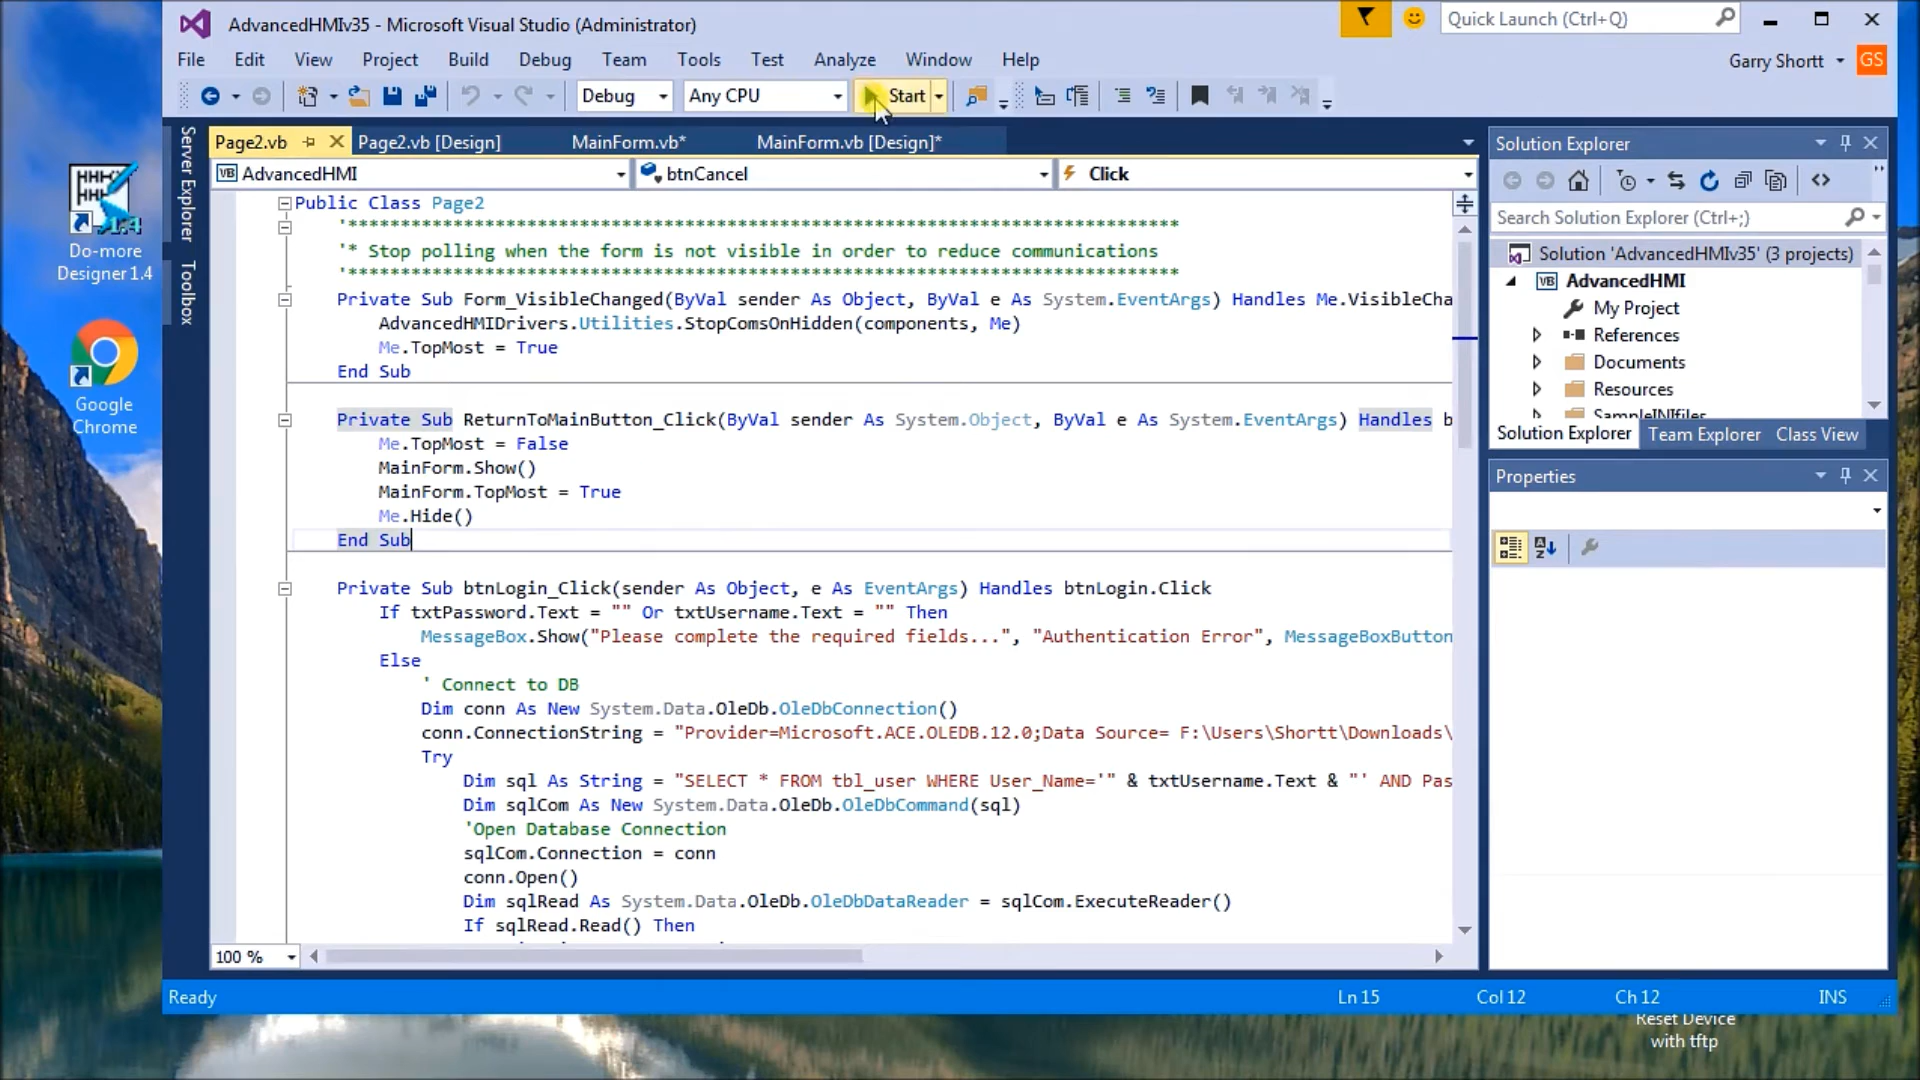 AdvancedHMIv35 - Microsoft Visual Studio (Administrator)
Quick Launch (Ctrl+Q)
File Edit View Project Build Debug Team Tools Test Analyze Window Help
Garry Shortt GS
Debug Any CPU Start
Server Explorer
Toolbox
Page2.vb Page2.vb [Design] MainForm.vb* MainForm.vb [Design]*
VB AdvancedHMI btnCancel Click
Public Class Page2
'********************************************************************************
'* Stop polling when the form is not visible in order to reduce communications
'********************************************************************************
Private Sub Form_VisibleChanged(ByVal sender As Object, ByVal e As System.EventArgs) Handles Me.VisibleCha
AdvancedHMIDrivers.Utilities.StopComsOnHidden(components, Me)
Me.TopMost = True
End Sub
Private Sub ReturnToMainButton_Click(ByVal sender As System.Object, ByVal e As System.EventArgs) Handles b
Me.TopMost = False
MainForm.Show()
MainForm.TopMost = True
Me.Hide()
End Sub
Private Sub btnLogin_Click(sender As Object, e As EventArgs) Handles btnLogin.Click
If txtPassword.Text = "" Or txtUsername.Text = "" Then
MessageBox.Show("Please complete the required fields...", "Authentication Error", MessageBoxButton
Else
' Connect to DB
Dim conn As New System.Data.OleDb.OleDbConnection()
conn.ConnectionString = "Provider=Microsoft.ACE.OLEDB.12.0;Data Source= F:\Users\Shortt\Downloads\
Try
Dim sql As String = "SELECT * FROM tbl_user WHERE User_Name='" & txtUsername.Text & "' AND Pas
Dim sqlCom As New System.Data.OleDb.OleDbCommand(sql)
'Open Database Connection
sqlCom.Connection = conn
conn.Open()
Dim sqlRead As System.Data.OleDb.OleDbDataReader = sqlCom.ExecuteReader()
If sqlRead.Read() Then
100 %
Solution Explorer
Search Solution Explorer (Ctrl+;)
Solution 'AdvancedHMIv35' (3 projects)
VB AdvancedHMI
My Project
References
Documents
Resources
SampleINIfiles
Solution Explorer Team Explorer Class View
Properties
Ready Ln 15 Col 12 Ch 12 INS
1.4
Do-more
Designer 1.4
Google
Chrome
Reset Device
with tftp